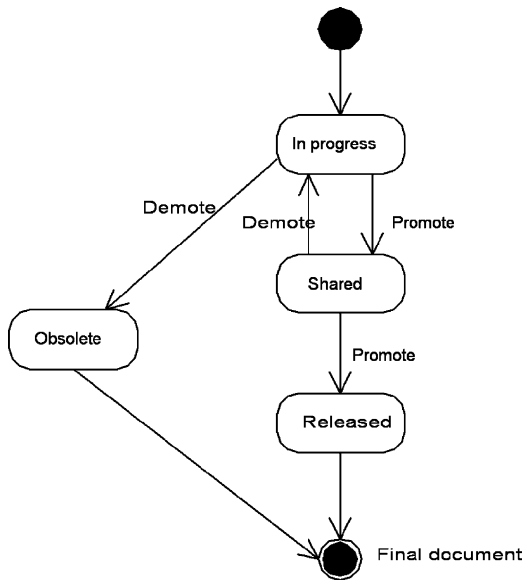 In progress
Demote
Demote
Promote
Shared
Obsolete
Promote
Released
Final document